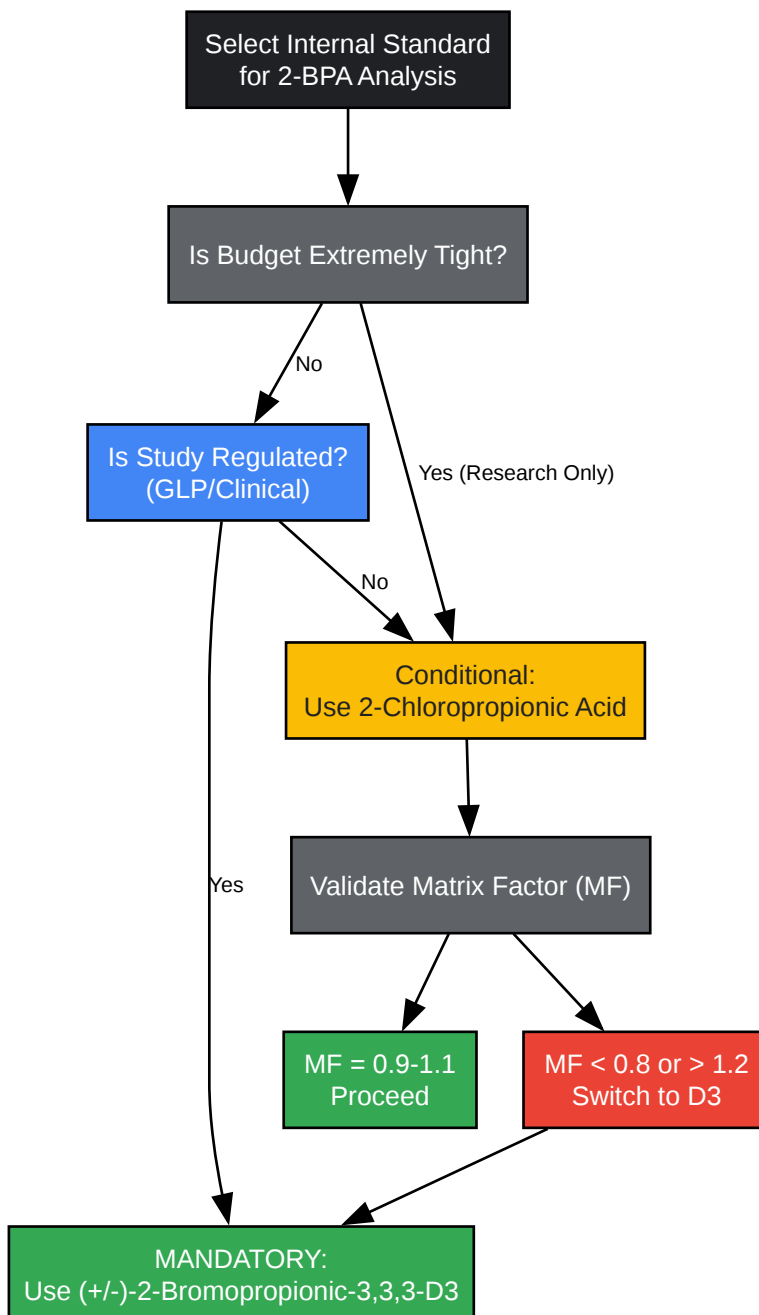 Select Internal Standard
for 2-BPA Analysis
Is Budget Extremely Tight?
No
Is Study Regulated?
(GLP/Clinical)
Yes (Research Only)
No
Conditional:
Use 2-Chloropropionic Acid
Validate Matrix Factor (MF)
Yes
MF = 0.9-1.1
Proceed
MF < 0.8 or > 1.2
Switch to D3
MANDATORY:
Use (+/-)-2-Bromopropionic-3,3,3-D3